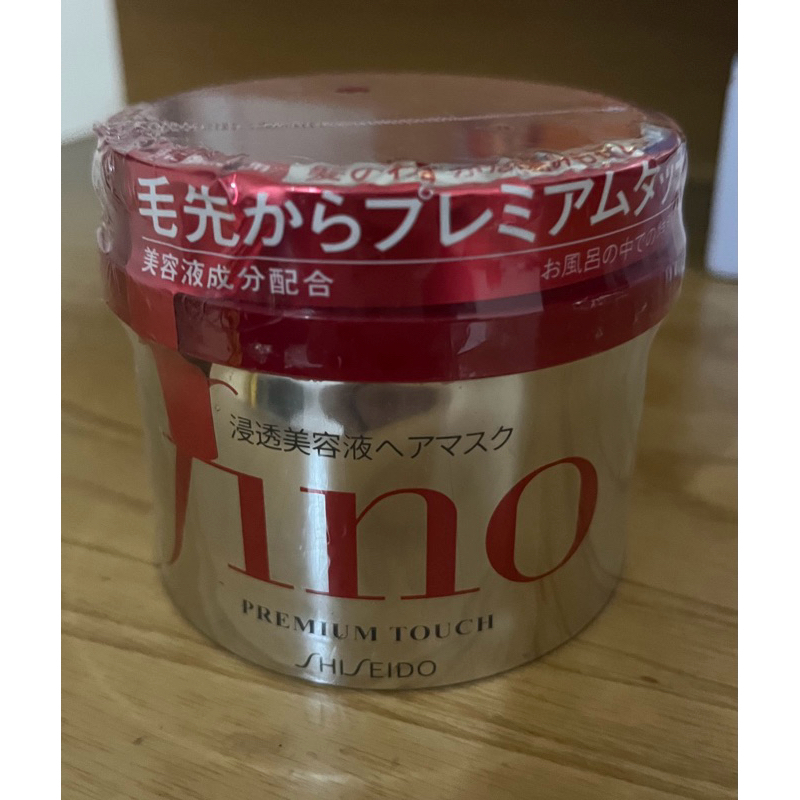 毛先からプレミアムタッ
美容液成分配合
お風呂の中での
浸透美容液ヘアマスク
fino
PREMIUM TOUCH
SHISEIDO